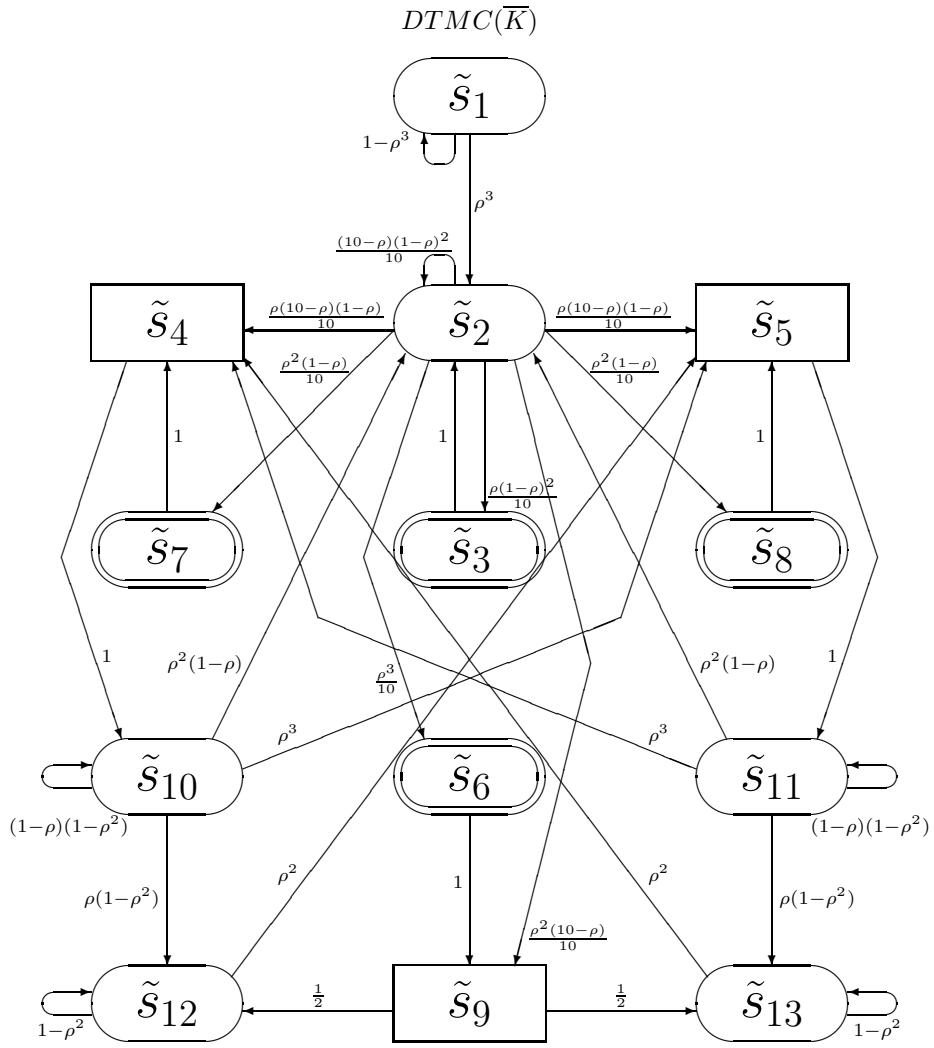 DTMC(K̅)
s̃₁
1−ρ³
ρ³
(10−ρ)(1−ρ)²/10
s̃₄
ρ(10−ρ)(1−ρ)/10
s̃₂
ρ(10−ρ)(1−ρ)/10
s̃₅
ρ²(1−ρ)/10
ρ²(1−ρ)/10
1
1
1
ρ(1−ρ)²/10
s̃₇
s̃₃
s̃₈
1
ρ²(1−ρ)
ρ³/10
ρ²(1−ρ)
1
ρ³
ρ³
s̃₁₀
s̃₆
s̃₁₁
(1−ρ)(1−ρ²)
(1−ρ)(1−ρ²)
ρ²
1
ρ²
ρ(1−ρ²)
ρ(1−ρ²)
ρ²(10−ρ)/10
s̃₁₂
1/2
s̃₉
1/2
s̃₁₃
1−ρ²
1−ρ²